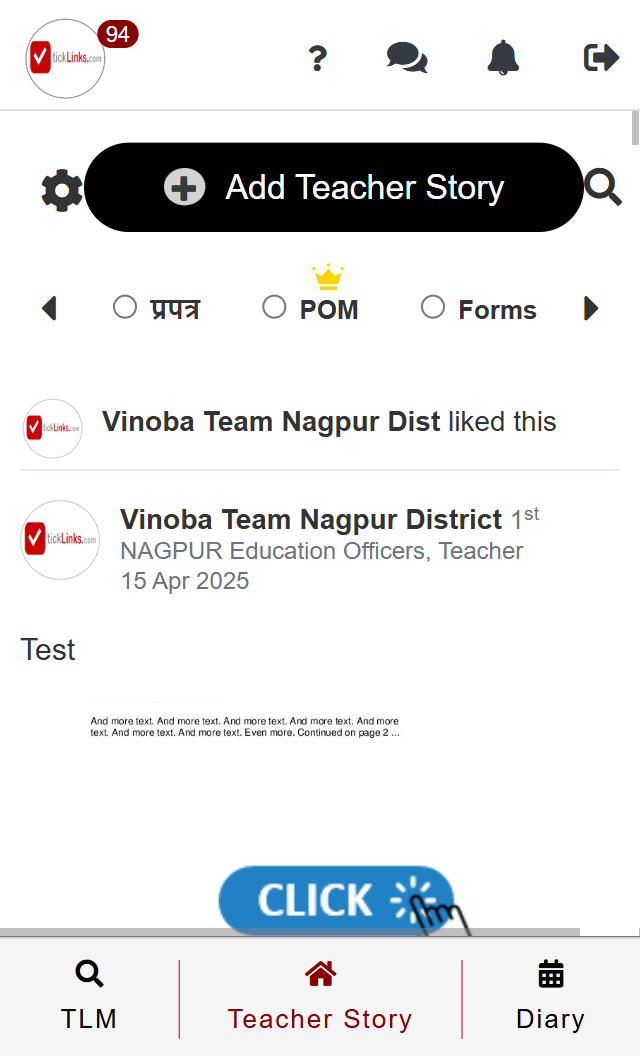 tickLinks.com
94
?
Add Teacher Story
प्रपत्र
POM
Forms
tickLinks.com
Vinoba Team Nagpur Dist liked this
tickLinks.com
Vinoba Team Nagpur District 1st
NAGPUR Education Officers, Teacher
15 Apr 2025
Test
And more text. And more text. And more text. And more text. And more
text. And more text. And more text. Even more. Continued on page 2 ...
CLICK
TLM
Teacher Story
Diary